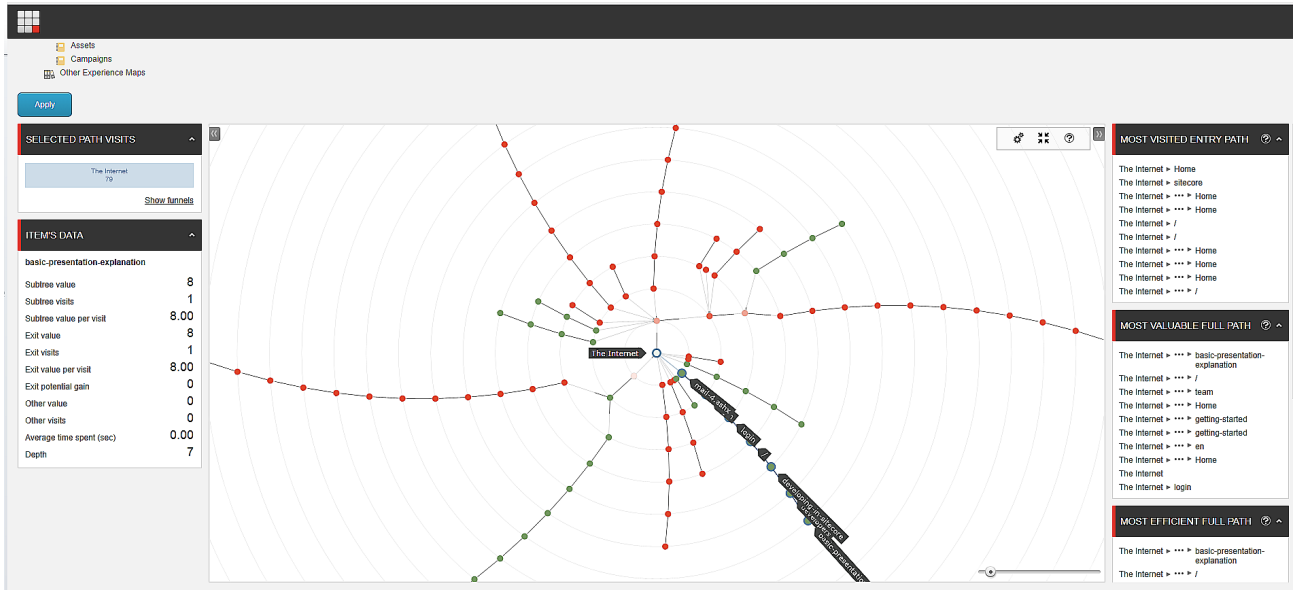 Assets
Campaigns
Other Experience Maps
Apply
SELECTED PATH VISITS
The Internet
79
Show funnels
ITEM'S DATA
basic-presentation-explanation
Subtree value 8
Subtree visits 1
Subtree value per visit 8.00
Exit value 8
Exit visits 1
Exit value per visit 8.00
Exit potential gain 0
Other value 0
Other visits 0
Average time spent (sec) 0.00
Depth 7
The Internet
mail-4.ashx
login
/
developing-in-sitecore
developers
basic-presentatio
MOST VISITED ENTRY PATH
The Internet ► Home
The Internet ► sitecore
The Internet ► ••• ► Home
The Internet ► ••• ► Home
The Internet ► /
The Internet ► /
The Internet ► ••• ► Home
The Internet ► ••• ► Home
The Internet ► ••• ► Home
The Internet ► ••• ► /
MOST VALUABLE FULL PATH
The Internet ► ••• ► basic-presentation-
explanation
The Internet ► ••• ► /
The Internet ► ••• ► team
The Internet ► ••• ► Home
The Internet ► ••• ► getting-started
The Internet ► ••• ► getting-started
The Internet ► ••• ► en
The Internet ► ••• ► Home
The Internet
The Internet ► login
MOST EFFICIENT FULL PATH
The Internet ► ••• ► basic-presentation-
explanation
The Internet ► ••• ► /